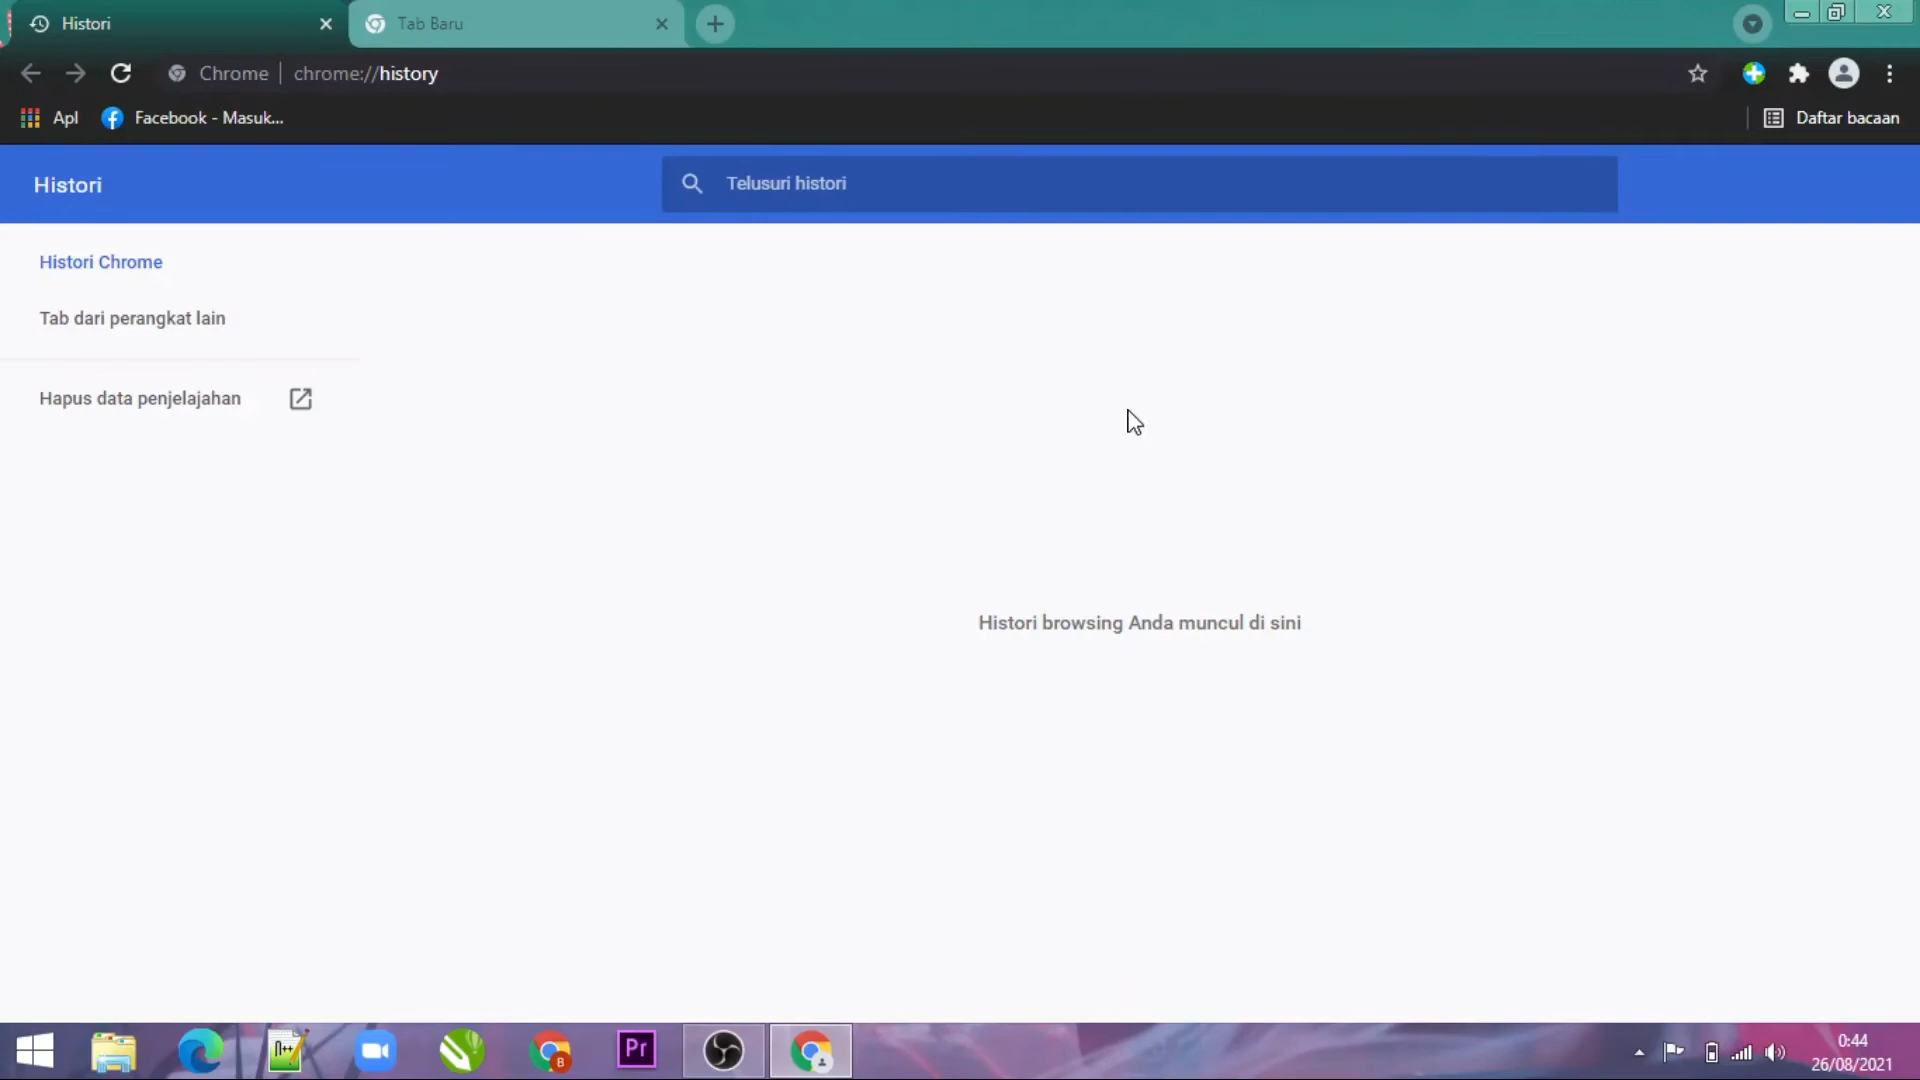 Histori
Tab Baru
Chrome | chrome://history
Apl
Facebook - Masuk...
Daftar bacaan
Histori
Telusuri histori
Histori Chrome
Tab dari perangkat lain
Hapus data penjelajahan
Histori browsing Anda muncul di sini
n++
B
Pr
0:44
26/08/2021